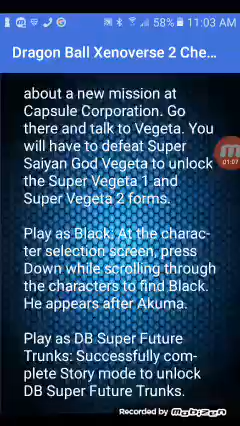 58% 11:03 AM
Dragon Ball Xenoverse 2 Che...
about a new mission at
Capsule Corporation. Go
there and talk to Vegeta. You
will have to defeat Super
Saiyan God Vegeta to unlock
the Super Vegeta 1 and
Super Vegeta 2 forms.
01:07
Play as Black: At the charac-
ter selection screen, press
Down while scrolling through
the characters to find Black.
He appears after Akuma.
Play as DB Super Future
Trunks: Successfully com-
plete Story mode to unlock
DB Super Future Trunks.
Recorded by mobizen